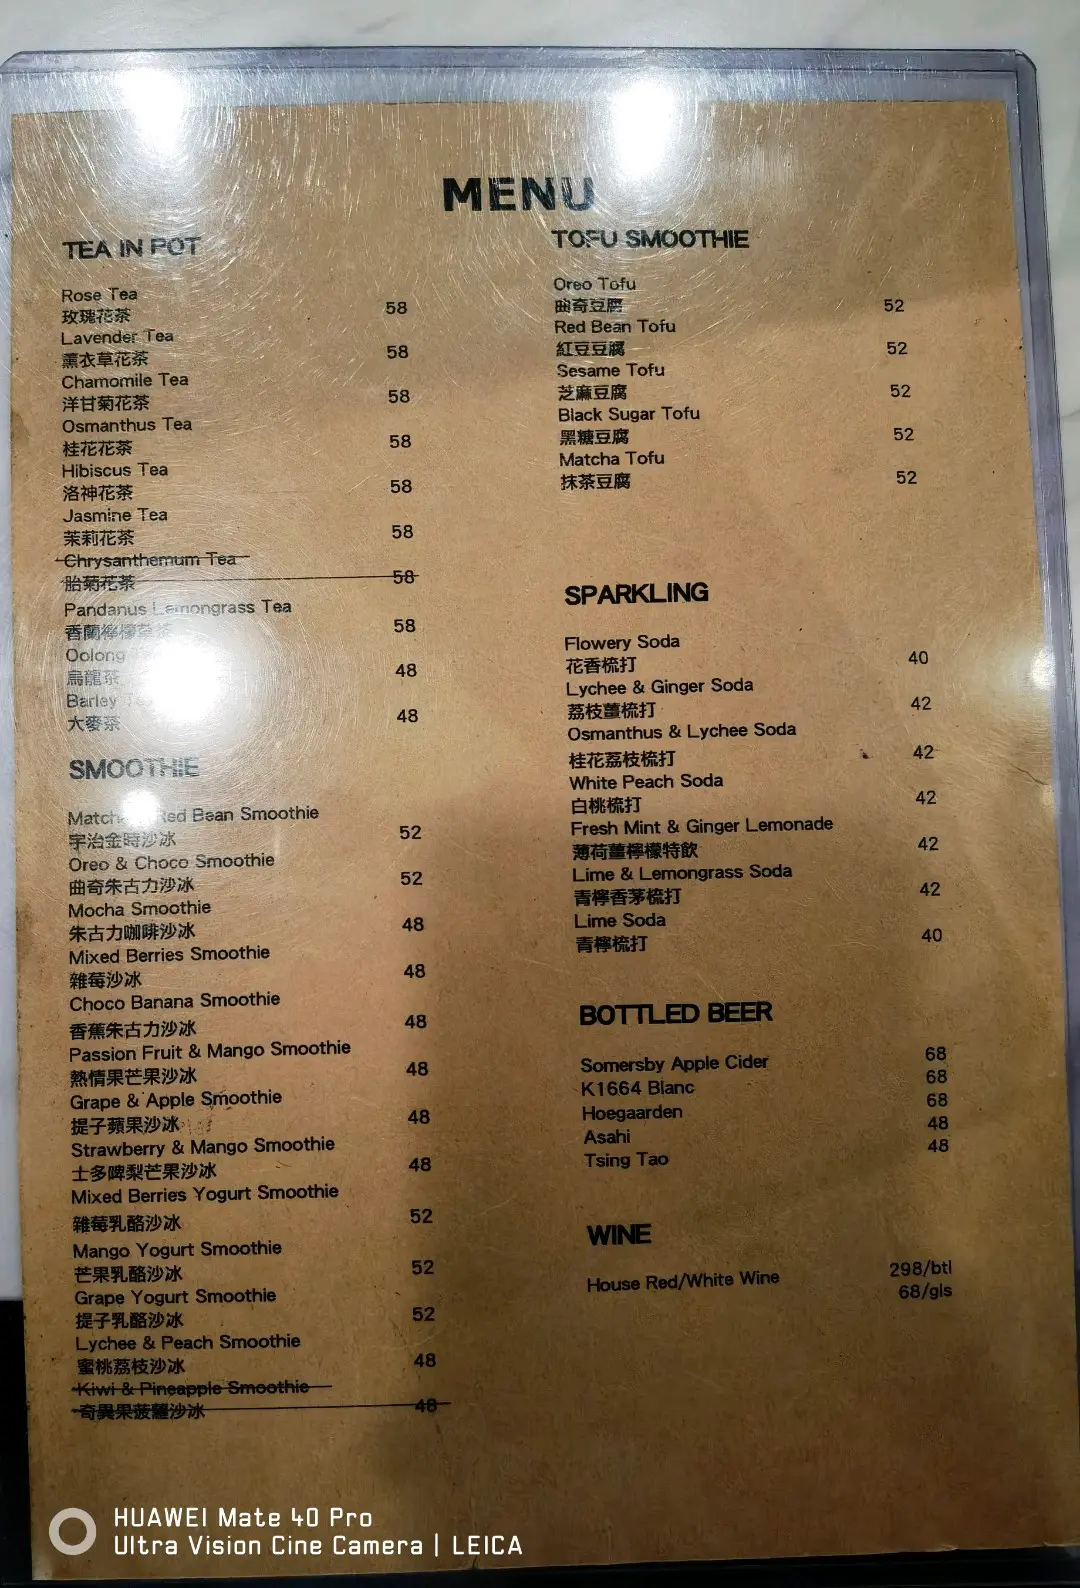 MENU
TEA IN POT
Rose Tea
玫瑰花茶 58
Lavender Tea
薰衣草花茶 58
Chamomile Tea
洋甘菊花茶 58
Osmanthus Tea
桂花花茶 58
Hibiscus Tea
洛神花茶 58
Jasmine Tea
茉莉花茶 58
Chrysanthemum Tea
胎菊花茶 58
Pandanus Lemongrass Tea
香蘭檸檬草茶 58
Oolong
烏龍茶 48
Barley
大麥茶 48
SMOOTHIE
Matcha Red Bean Smoothie
宇治金時沙冰 52
Oreo & Choco Smoothie
曲奇朱古力沙冰 52
Mocha Smoothie
朱古力咖啡沙冰 48
Mixed Berries Smoothie
雜莓沙冰 48
Choco Banana Smoothie
香蕉朱古力沙冰 48
Passion Fruit & Mango Smoothie
熱情果芒果沙冰 48
Grape & Apple Smoothie
提子蘋果沙冰 48
Strawberry & Mango Smoothie
士多啤梨芒果沙冰 48
Mixed Berries Yogurt Smoothie
雜莓乳酪沙冰 52
Mango Yogurt Smoothie
芒果乳酪沙冰 52
Grape Yogurt Smoothie
提子乳酪沙冰 52
Lychee & Peach Smoothie
蜜桃荔枝沙冰 48
Kiwi & Pineapple Smoothie
奇異果菠蘿沙冰 48
TOFU SMOOTHIE
Oreo Tofu
曲奇豆腐 52
Red Bean Tofu
紅豆豆腐 52
Sesame Tofu
芝麻豆腐 52
Black Sugar Tofu
黑糖豆腐 52
Matcha Tofu
抹茶豆腐 52
SPARKLING
Flowery Soda
花香梳打 40
Lychee & Ginger Soda
荔枝薑梳打 42
Osmanthus & Lychee Soda
桂花荔枝梳打 42
White Peach Soda
白桃梳打 42
Fresh Mint & Ginger Lemonade
薄荷薑檸檬特飲 42
Lime & Lemongrass Soda
青檸香茅梳打 42
Lime Soda
青檸梳打 40
BOTTLED BEER
Somersby Apple Cider 68
K1664 Blanc 68
Hoegaarden 68
Asahi 48
Tsing Tao 48
WINE
House Red/White Wine 298/btl
68/gls
HUAWEI Mate 40 Pro
Ultra Vision Cine Camera | LEICA